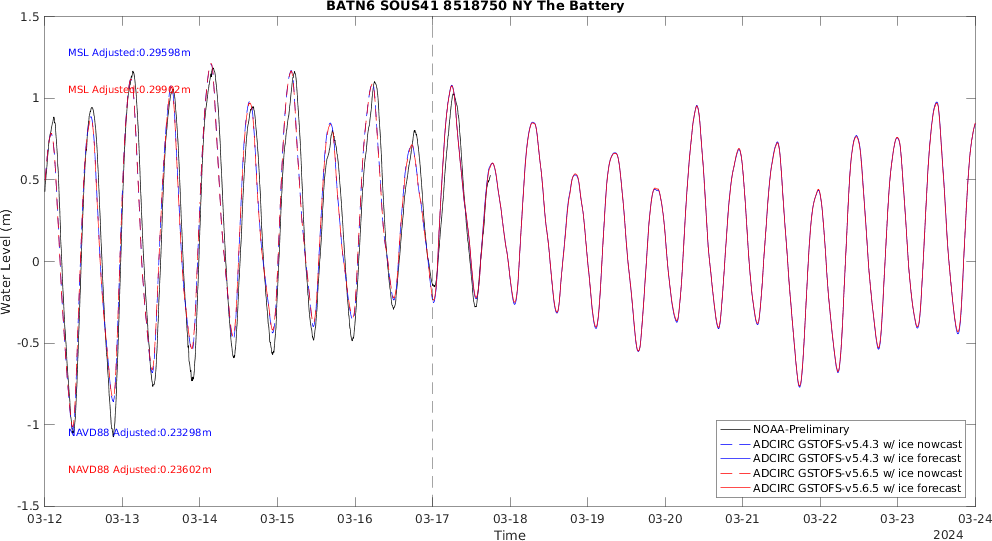 BATN6 SOUS41 8518750 NY The Battery
1.5
1
0.5
0
-0.5
-1
-1.5
Water Level (m)
MSL Adjusted:0.29598m
MSL Adjusted:0.29902m
NAVD88 Adjusted:0.23298m
NAVD88 Adjusted:0.23602m
NOAA-Preliminary
ADCIRC GSTOFS-v5.4.3 w/ ice nowcast
ADCIRC GSTOFS-v5.4.3 w/ ice forecast
ADCIRC GSTOFS-v5.6.5 w/ ice nowcast
ADCIRC GSTOFS-v5.6.5 w/ ice forecast
03-12 03-13 03-14 03-15 03-16 03-17 03-18 03-19 03-20 03-21 03-22 03-23 03-24
Time
2024